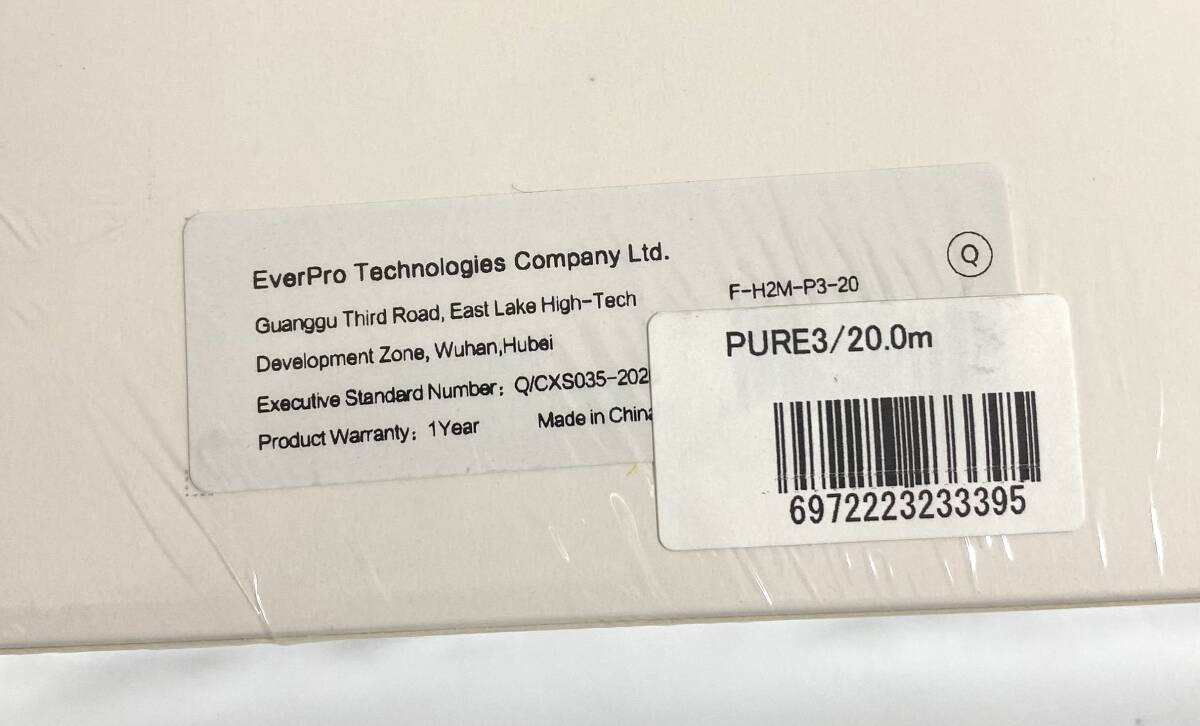 EverPro Technologies Company Ltd.
Guanggu Third Road, East Lake High-Tech
Development Zone, Wuhan,Hubei
Executive Standard Number: Q/CXS035-202
Product Warranty: 1Year
Made in China
Q
F-H2M-P3-20
PURE3/20.0m
6972223233395